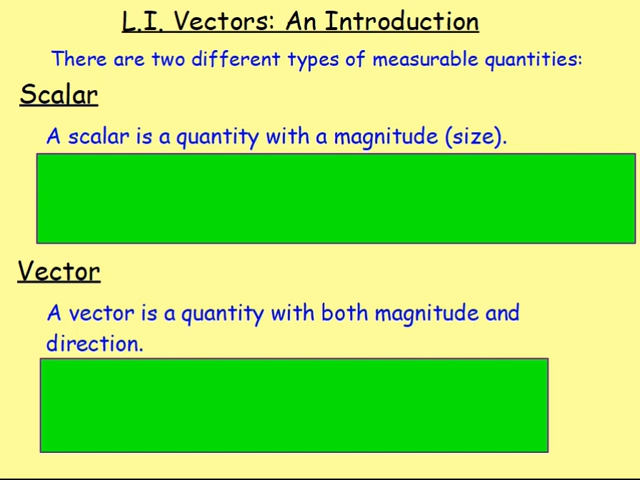 L.I. Vectors: An Introduction
There are two different types of measurable quantities:
Scalar
A scalar is a quantity with a magnitude (size).
Vector
A vector is a quantity with both magnitude and
direction.